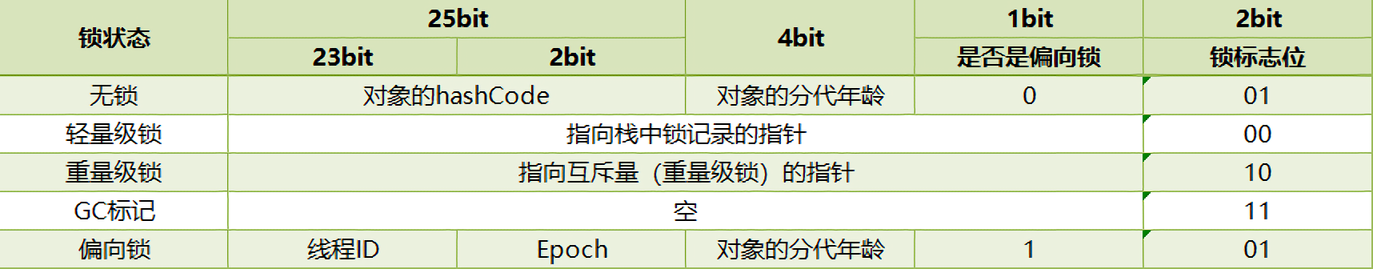 锁状态 25bit 4bit 1bit 2bit
23bit 2bit 是否是偏向锁 锁标志位
无锁 对象的hashCode 对象的分代年龄 0 01
轻量级锁 指向栈中锁记录的指针 00
重量级锁 指向互斥量（重量级锁）的指针 10
GC标记 空 11
偏向锁 线程ID Epoch 对象的分代年龄 1 01